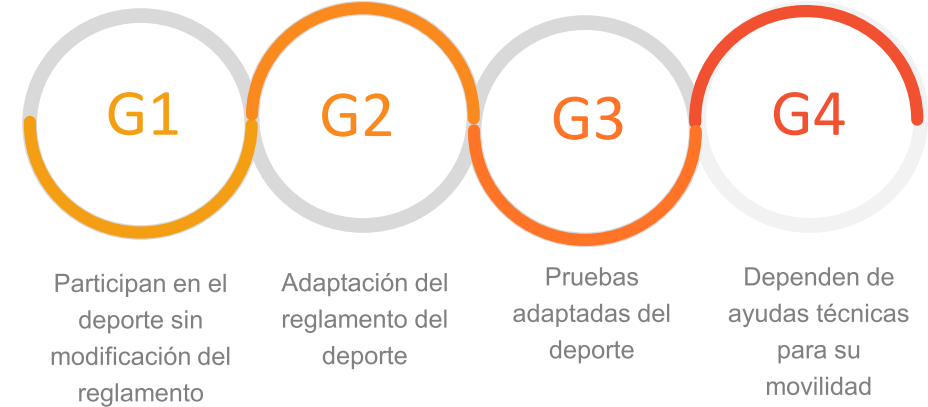 G1
Participan en el
deporte sin
modificación del
reglamento
G2
Adaptación del
reglamento del
deporte
G3
Pruebas
adaptadas del
deporte
G4
Dependen de
ayudas técnicas
para su
movilidad